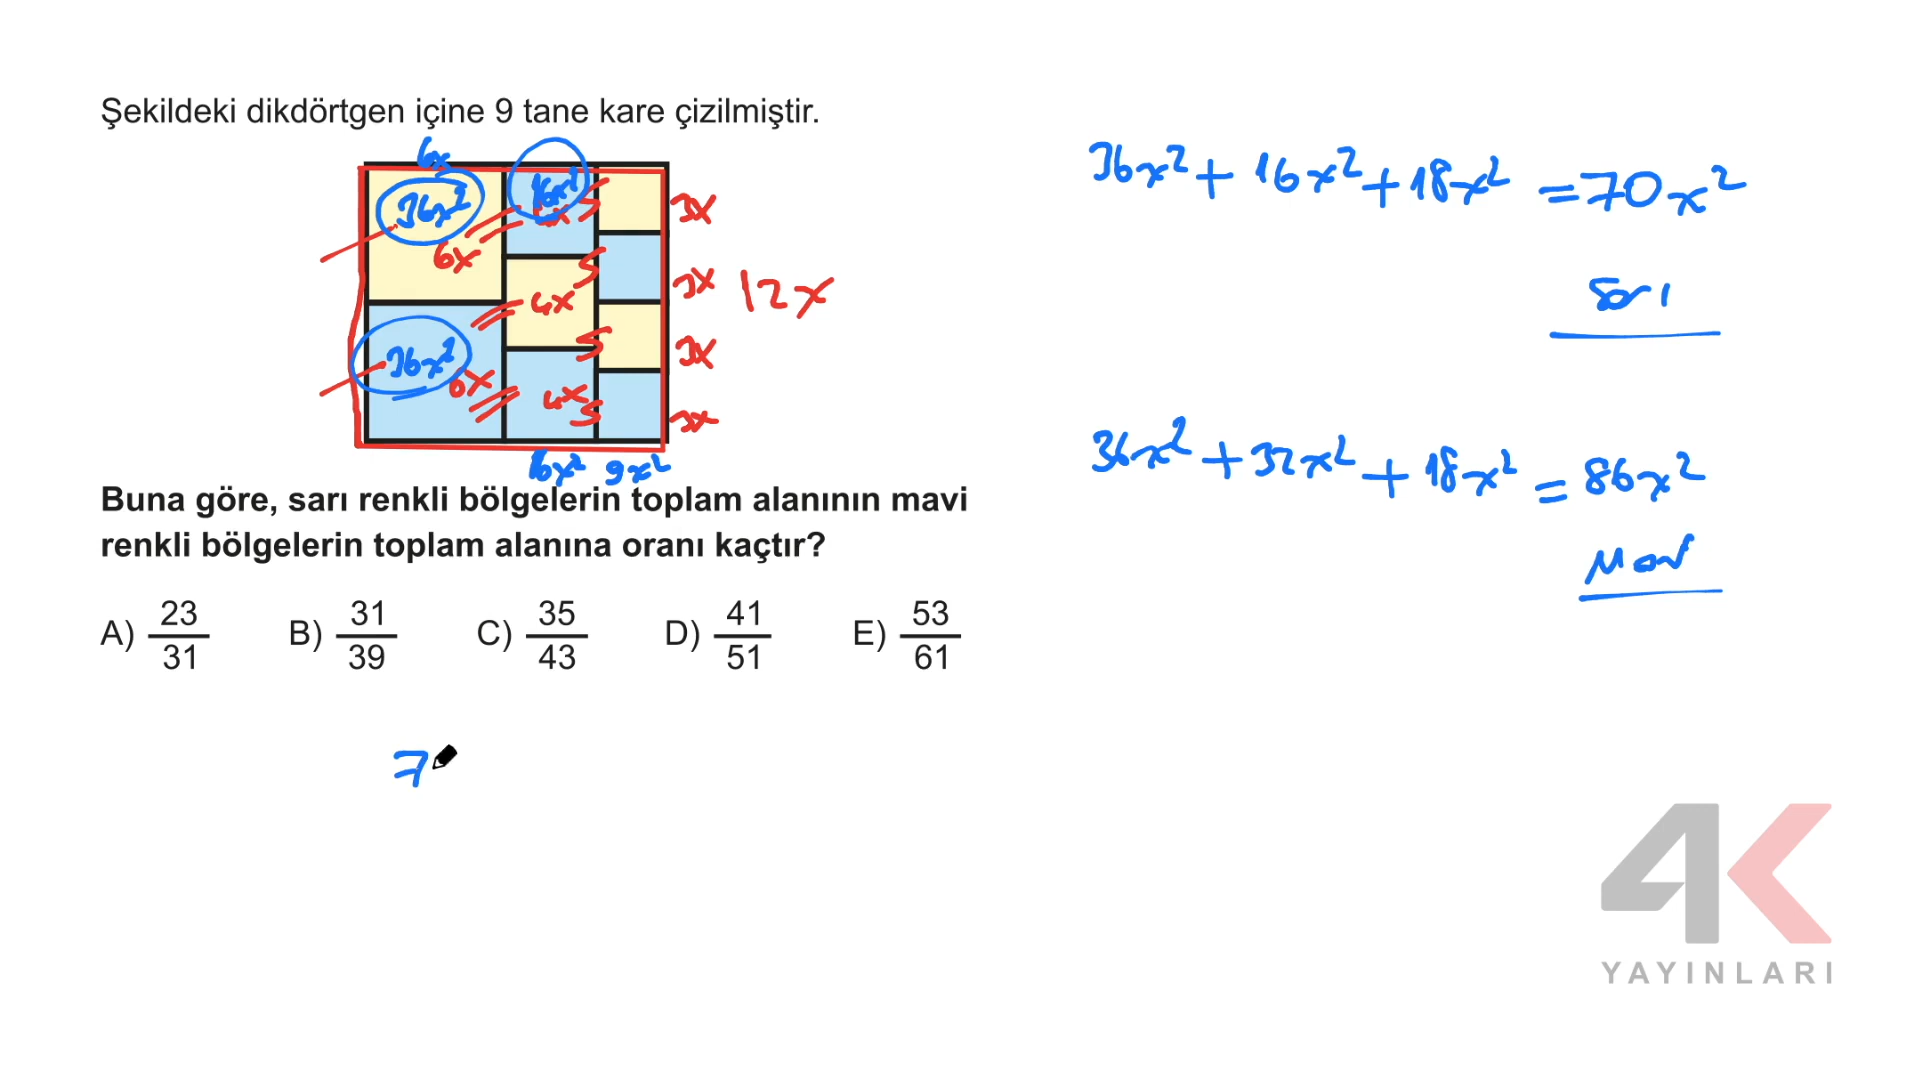 Şekildeki dikdörtgen içine 9 tane kare çizilmiştir.
6x
36x² 16x² 3x
6x 4x
3x 12x
4x
36x² 3x
6x 4x
3x
16x² 9x²
Buna göre, sarı renkli bölgelerin toplam alanının mavi
renkli bölgelerin toplam alanına oranı kaçtır?
A) 23/31 B) 31/39 C) 35/43 D) 41/51 E) 53/61
7
36x² + 16x² + 18x² = 70x²
Sarı
36x² + 32x² + 18x² = 86x²
Mavi
4K
YAYINLARI